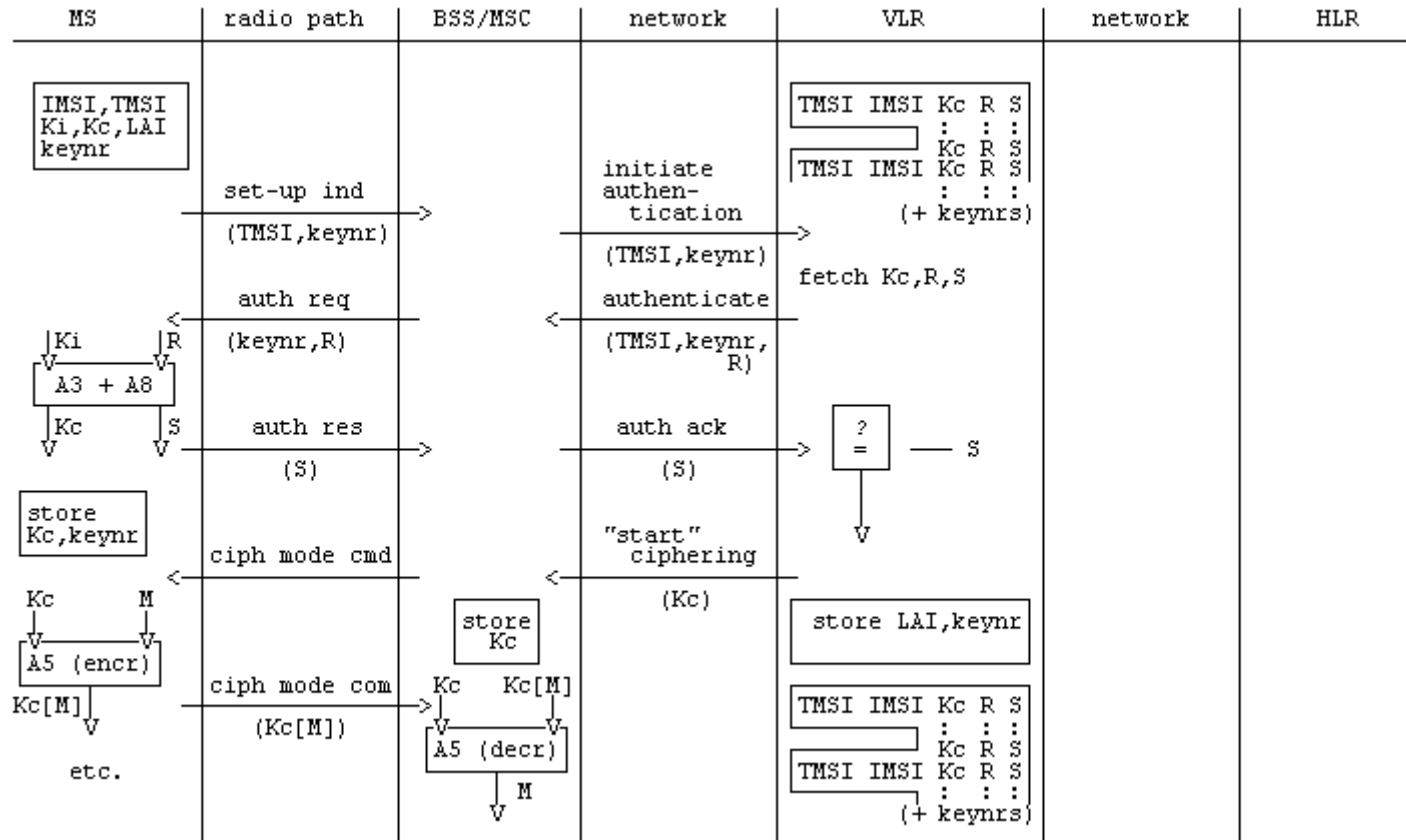 MS radio path BSS/MSC network VLR network HLR
IMSI,TMSI
Ki,Kc,LAI
keynr
TMSI IMSI Kc R S
: : :
Kc R S
TMSI IMSI Kc R S
: : :
(+ keynrs)
set-up ind
(TMSI,keynr)
initiate
authen-
tication
(TMSI,keynr)
fetch Kc,R,S
auth req
(keynr,R)
authenticate
(TMSI,keynr,
R)
Ki R
A3 + A8
Kc S
auth res
(S)
auth ack
(S)
?
=
S
store
Kc,keynr
ciph mode cmd
"start"
ciphering
(Kc)
Kc M
A5 (encr)
Kc[M]
etc.
store
Kc
store LAI,keynr
ciph mode com
(Kc[M])
Kc Kc[M]
A5 (decr)
M
TMSI IMSI Kc R S
: : :
Kc R S
TMSI IMSI Kc R S
: : :
(+ keynrs)